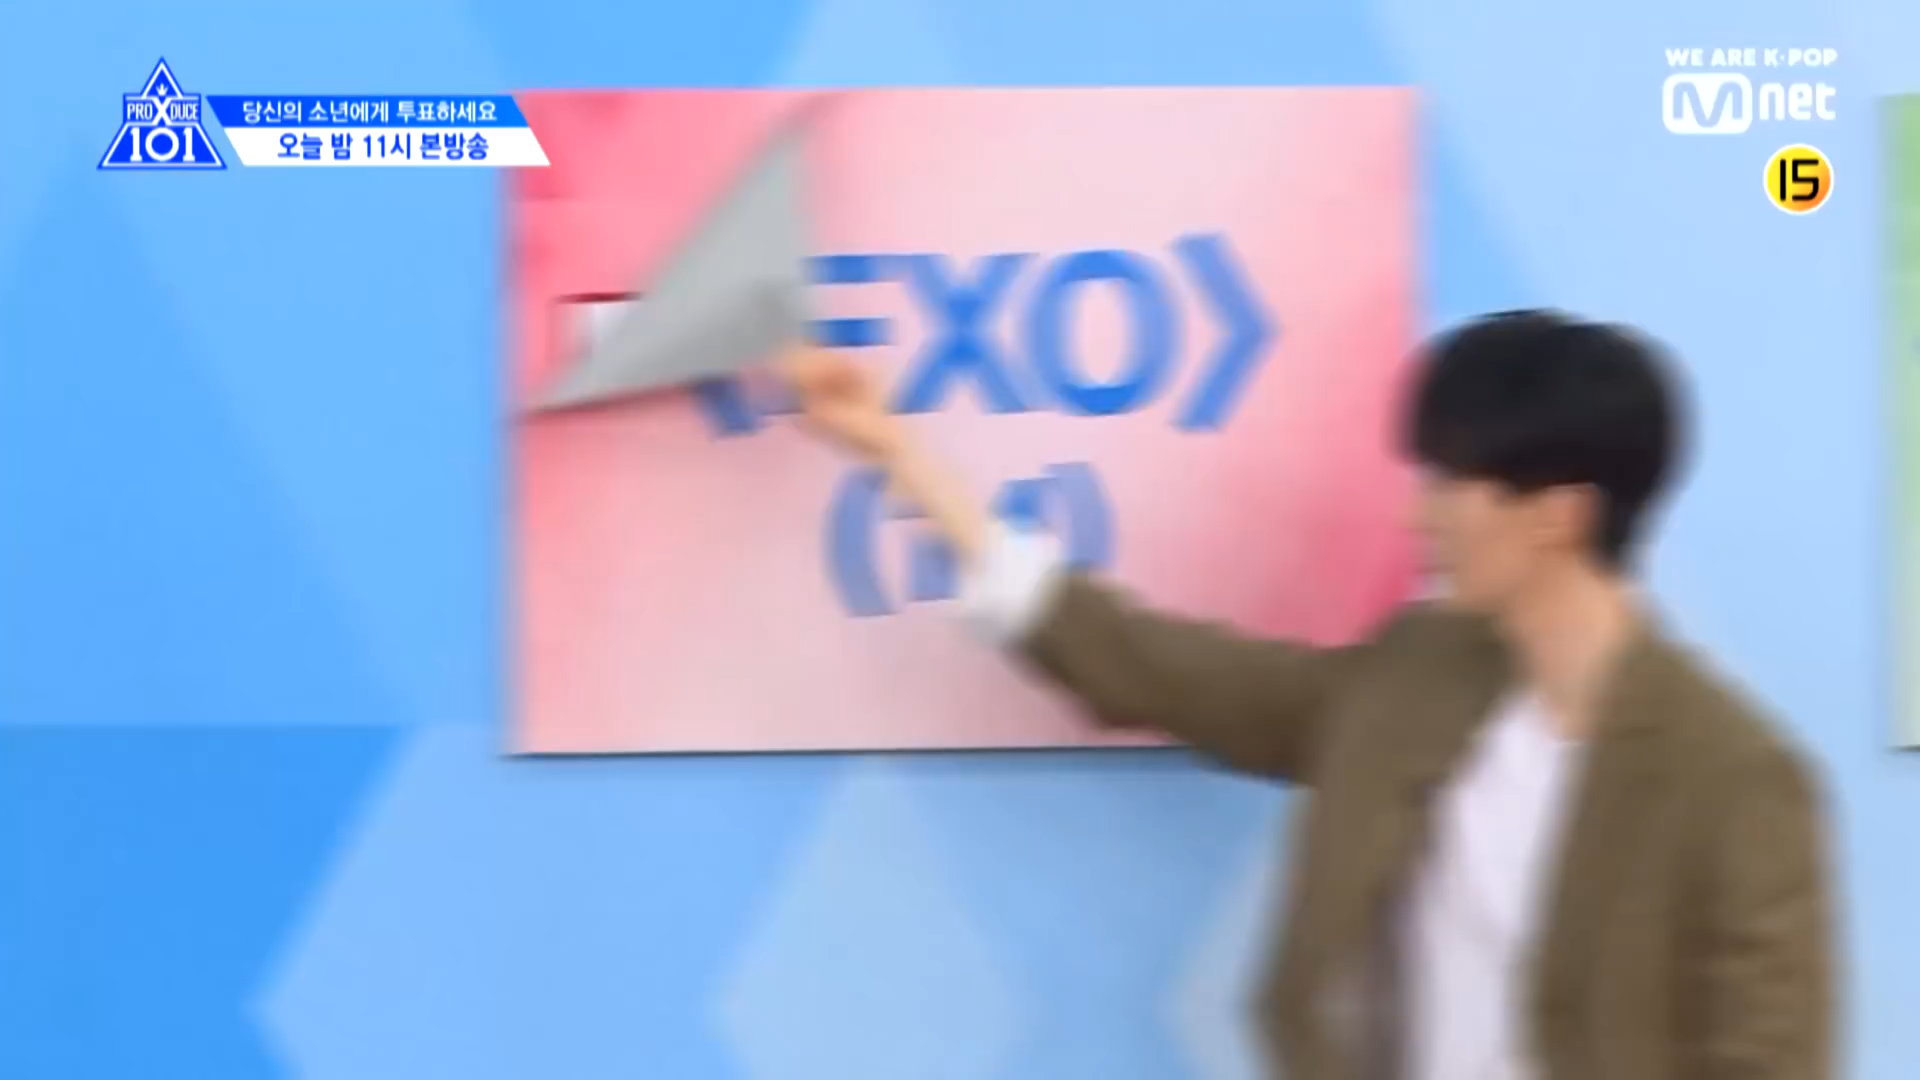 PRODUCE
X
101
당신의 소년에게 투표하세요
오늘 밤 11시 본방송
WE ARE K-POP
Mnet
15
EXO》